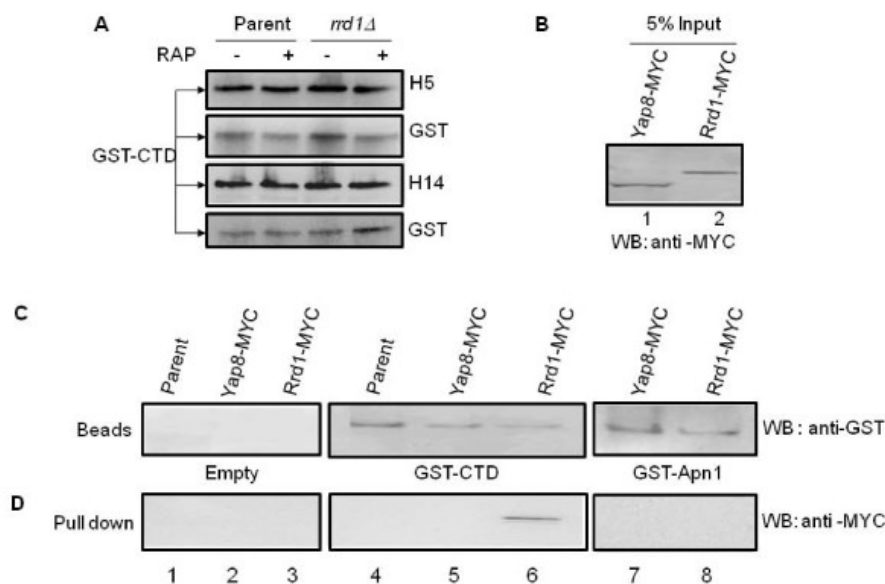 A
Parent rrd1Δ
RAP - + - +
H5
GST
GST-CTD
H14
GST
B
5% Input
Yap8-MYC
Rrd1-MYC
1 2
WB: anti -MYC
C
Parent
Yap8-MYC
Rrd1-MYC
Parent
Yap8-MYC
Rrd1-MYC
Yap8-MYC
Rrd1-MYC
Beads
WB: anti-GST
Empty GST-CTD GST-Apn1
D
Pull down
WB: anti -MYC
1 2 3 4 5 6 7 8